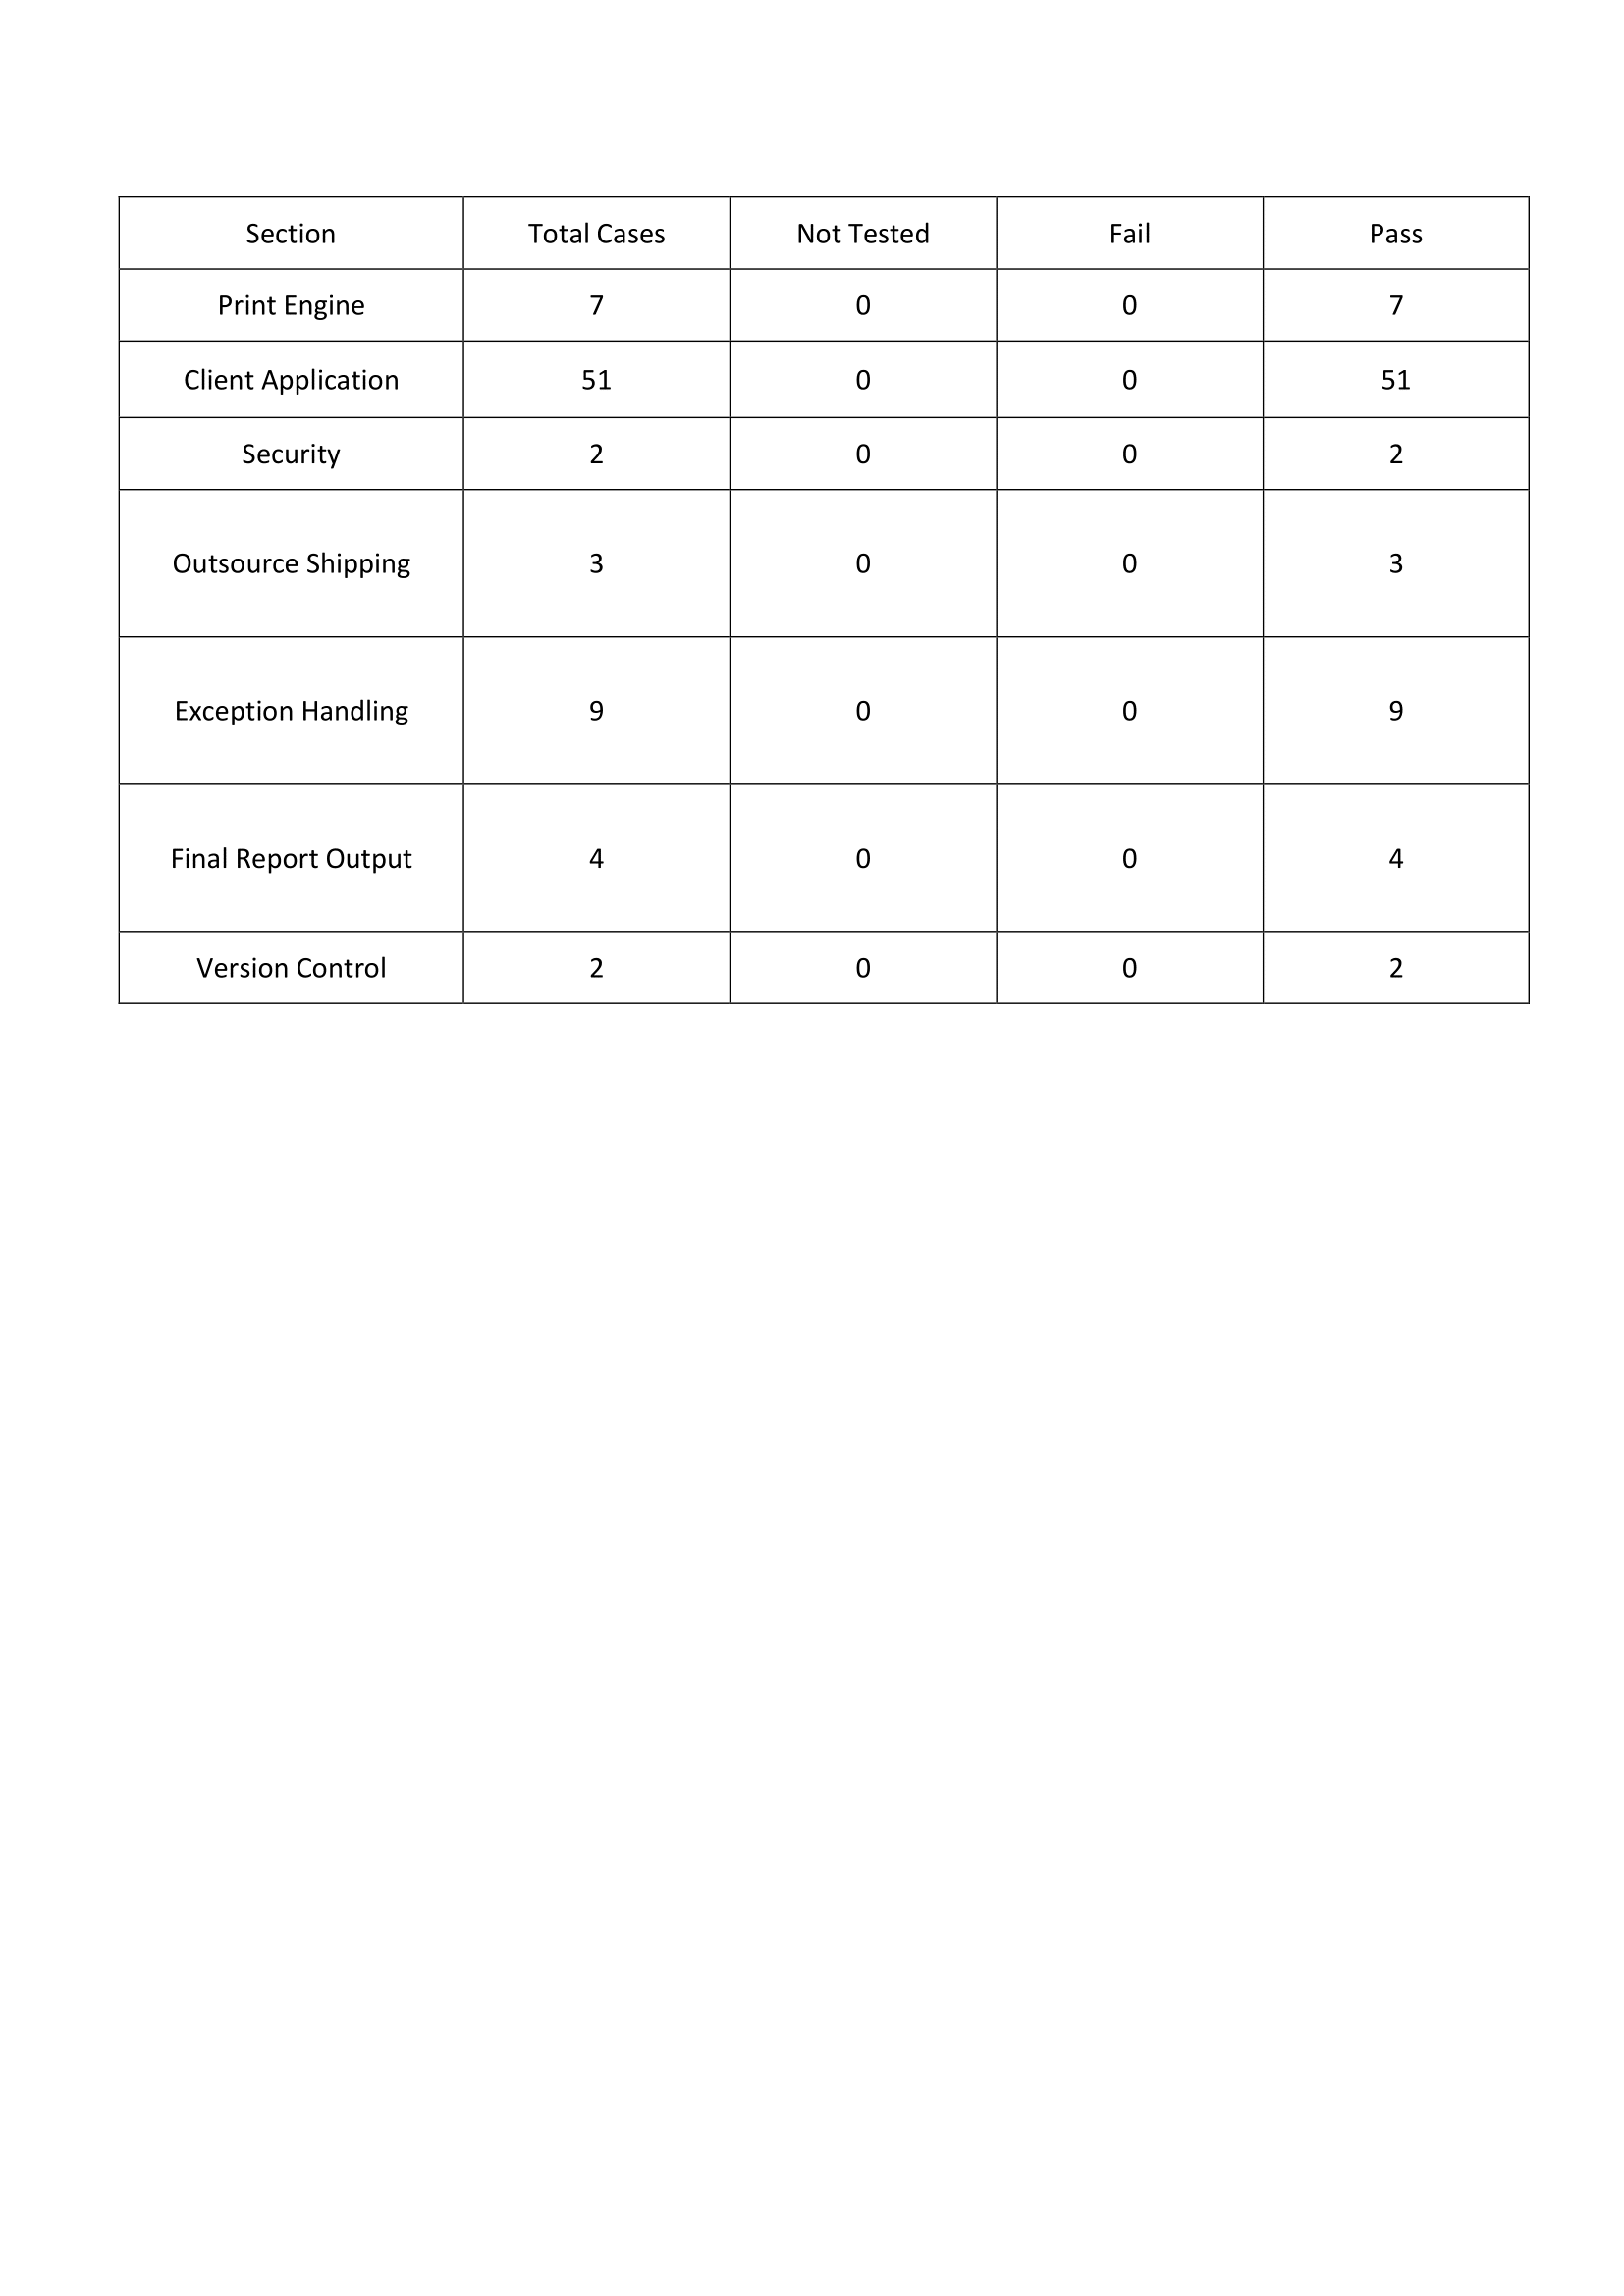 Section Total Cases Not Tested Fail Pass
Print Engine 7 0 0 7
Client Application 51 0 0 51
Security 2 0 0 2
Outsource Shipping 3 0 0 3
Exception Handling 9 0 0 9
Final Report Output 4 0 0 4
Version Control 2 0 0 2